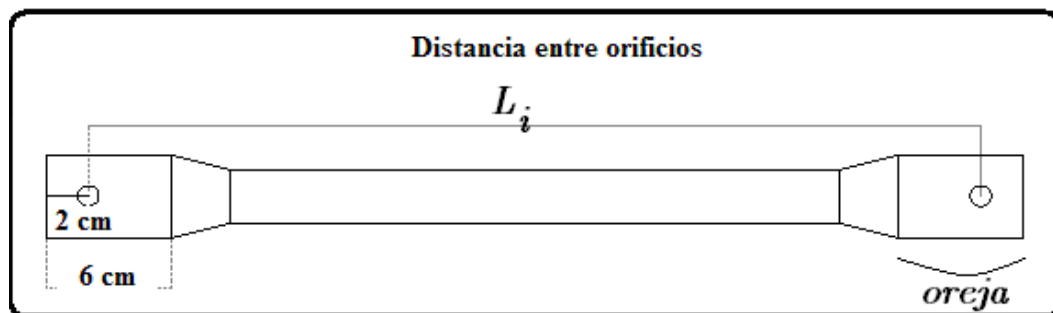 Distancia entre orificios
L_i
2 cm
6 cm
oreja